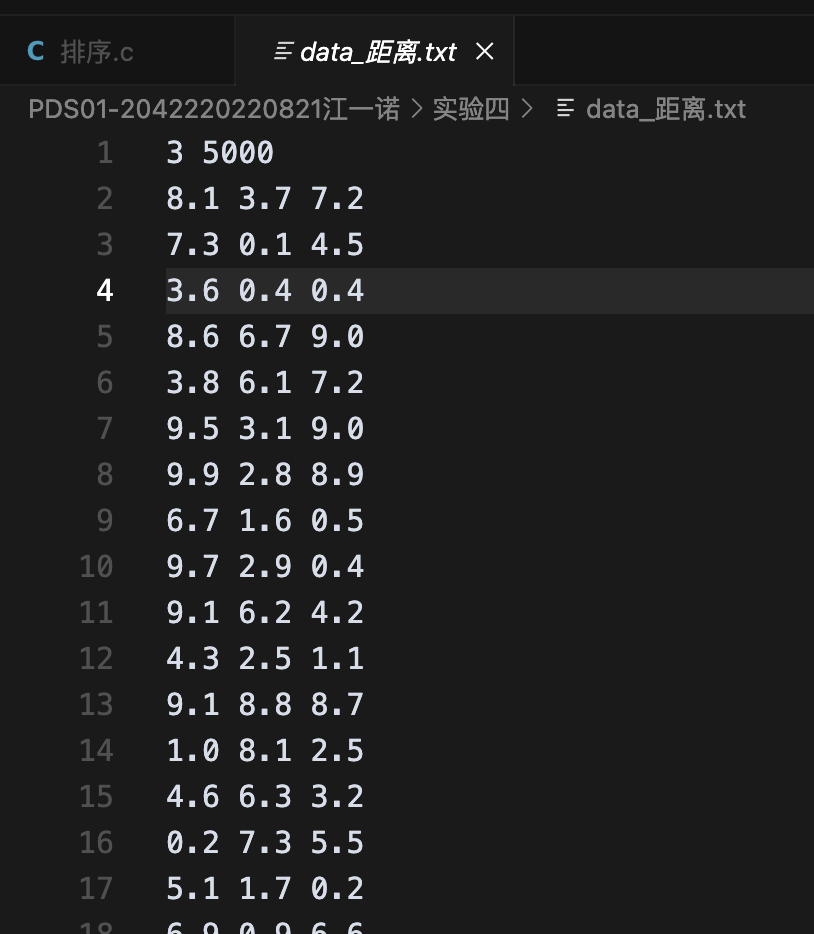 C 排序.c
data_距离.txt ×
PDS01-2042220220821江一诺 > 实验四 > data_距离.txt
1 3 5000
2 8.1 3.7 7.2
3 7.3 0.1 4.5
4 3.6 0.4 0.4
5 8.6 6.7 9.0
6 3.8 6.1 7.2
7 9.5 3.1 9.0
8 9.9 2.8 8.9
9 6.7 1.6 0.5
10 9.7 2.9 0.4
11 9.1 6.2 4.2
12 4.3 2.5 1.1
13 9.1 8.8 8.7
14 1.0 8.1 2.5
15 4.6 6.3 3.2
16 0.2 7.3 5.5
17 5.1 1.7 0.2
18